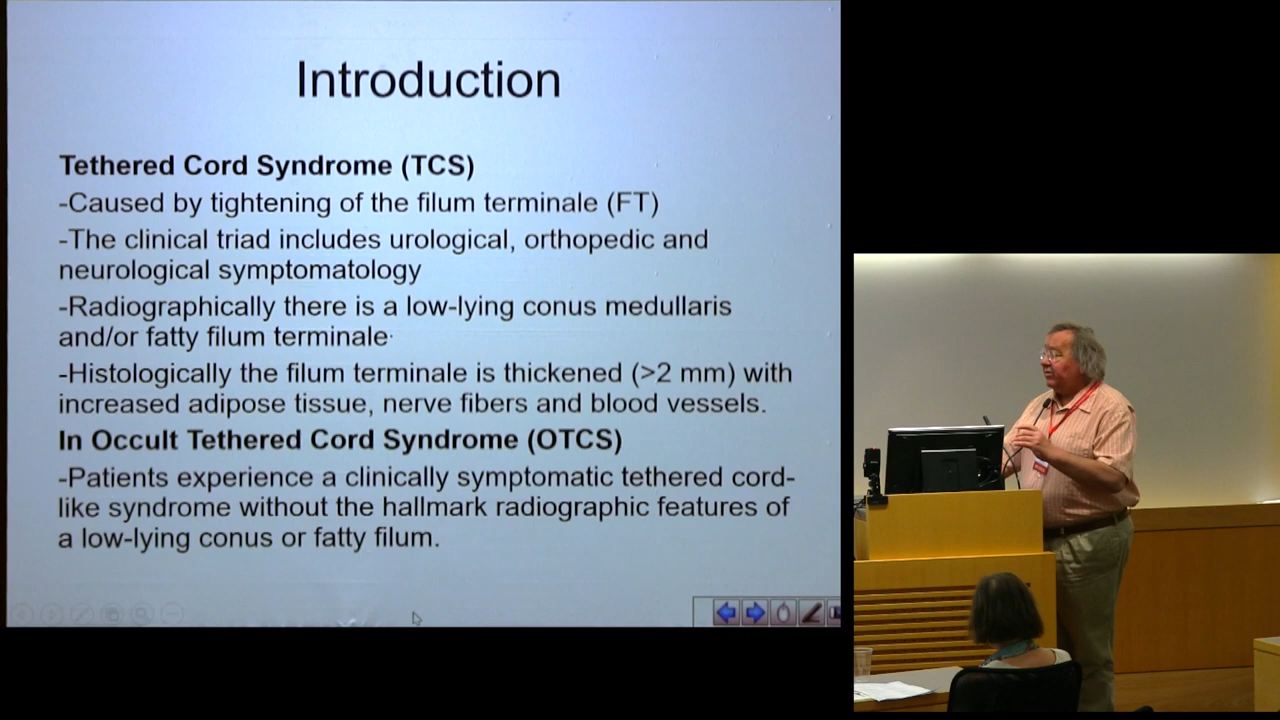 Introduction
Tethered Cord Syndrome (TCS)
-Caused by tightening of the filum terminale (FT)
-The clinical triad includes urological, orthopedic and
neurological symptomatology
-Radiographically there is a low-lying conus medullaris
and/or fatty filum terminale
-Histologically the filum terminale is thickened (>2 mm) with
increased adipose tissue, nerve fibers and blood vessels.
In Occult Tethered Cord Syndrome (OTCS)
-Patients experience a clinically symptomatic tethered cord-
like syndrome without the hallmark radiographic features of
a low-lying conus or fatty filum.